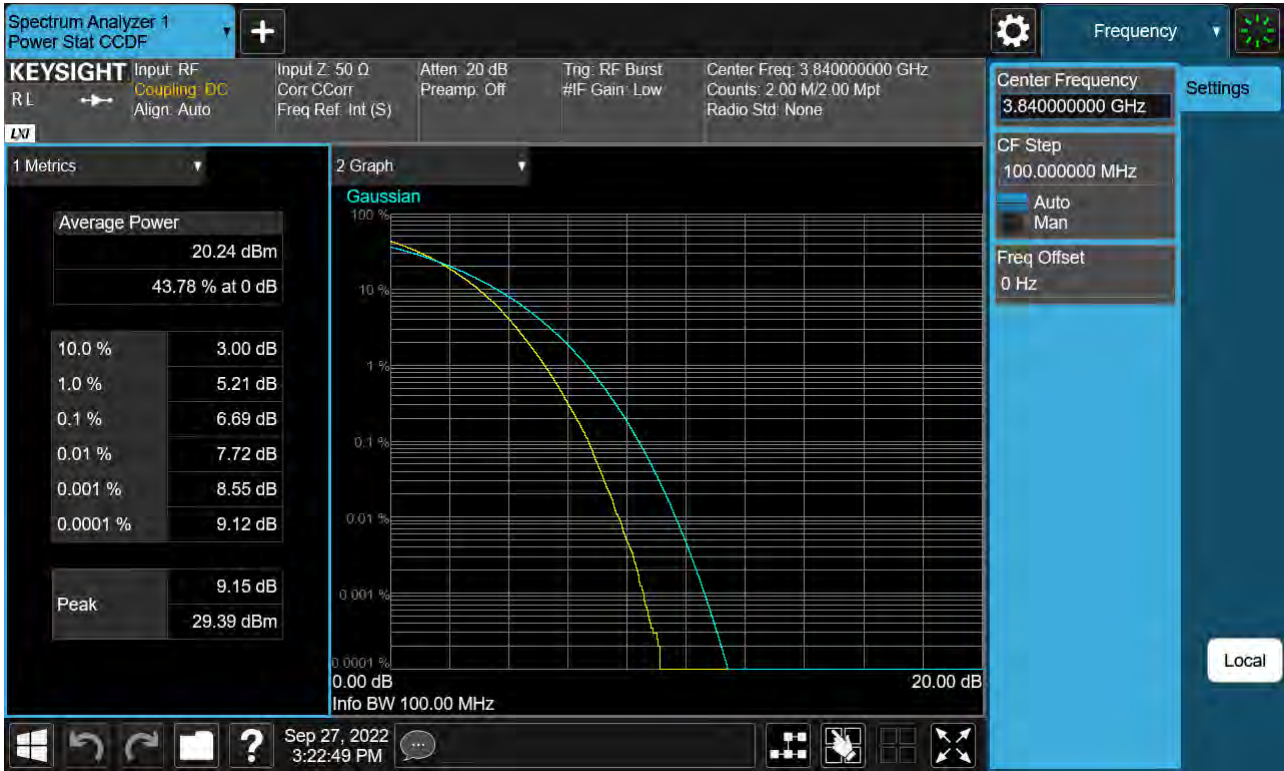 Spectrum Analyzer 1
Power Stat CCDF
+
Frequency
KEYSIGHT
Input: RF
Input Z: 50 Ω
Atten: 20 dB
Trig: RF Burst
Center Freq: 3.840000000 GHz
RL
Coupling: DC
Corr CCorr
Preamp: Off
#IF Gain: Low
Counts: 2.00 M/2.00 Mpt
Align: Auto
Freq Ref: Int (S)
Radio Std: None
LXI
Center Frequency
3.840000000 GHz
Settings
CF Step
100.000000 MHz
Auto
Man
Freq Offset
0 Hz
1 Metrics
Average Power
20.24 dBm
43.78 % at 0 dB
10.0 % 3.00 dB
1.0 % 5.21 dB
0.1 % 6.69 dB
0.01 % 7.72 dB
0.001 % 8.55 dB
0.0001 % 9.12 dB
Peak
9.15 dB
29.39 dBm
2 Graph
Gaussian
100 %
10 %
1 %
0.1 %
0.01 %
0.001 %
0.0001 %
0.00 dB
20.00 dB
Info BW 100.00 MHz
Local
?
Sep 27, 2022
3:22:49 PM